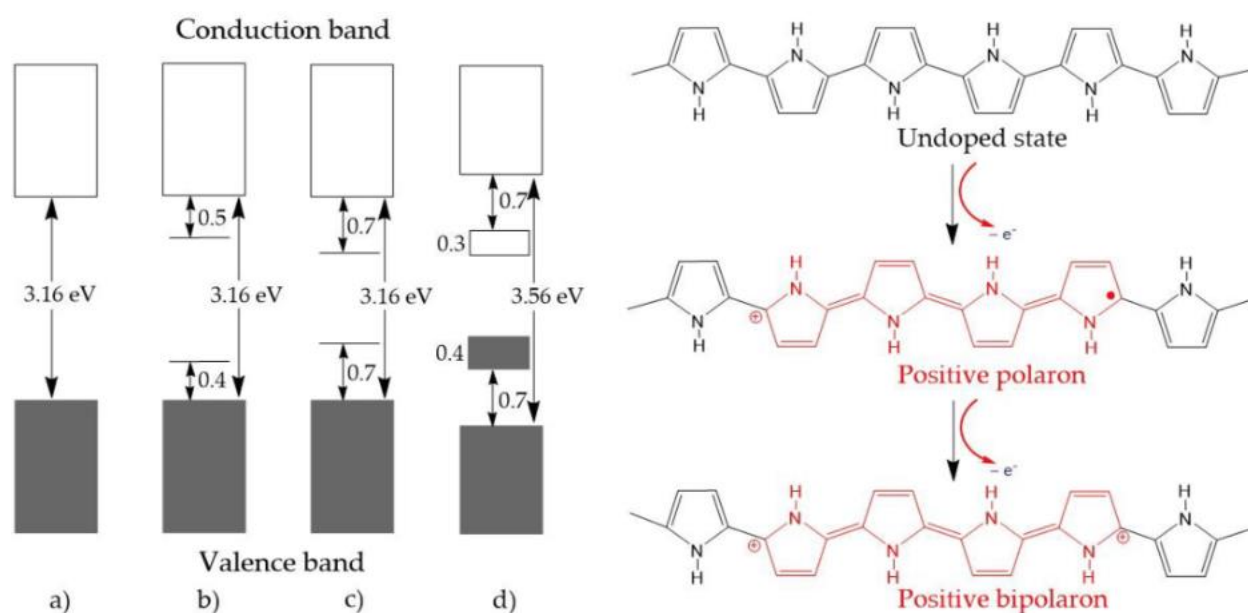 Conduction band
0.5
0.7
0.7
0.3
3.16 eV
3.16 eV
3.16 eV
3.56 eV
0.4
0.4
0.7
0.7
Valence band
a)
b)
c)
d)
H
N
H
N
H
N
N
H
N
H
N
H
Undoped state
– e-
H
N
H
N
H
N
⊕
N
H
N
H
N
H
•
Positive polaron
– e-
H
N
H
N
H
N
⊕
⊕
N
H
N
H
N
H
Positive bipolaron